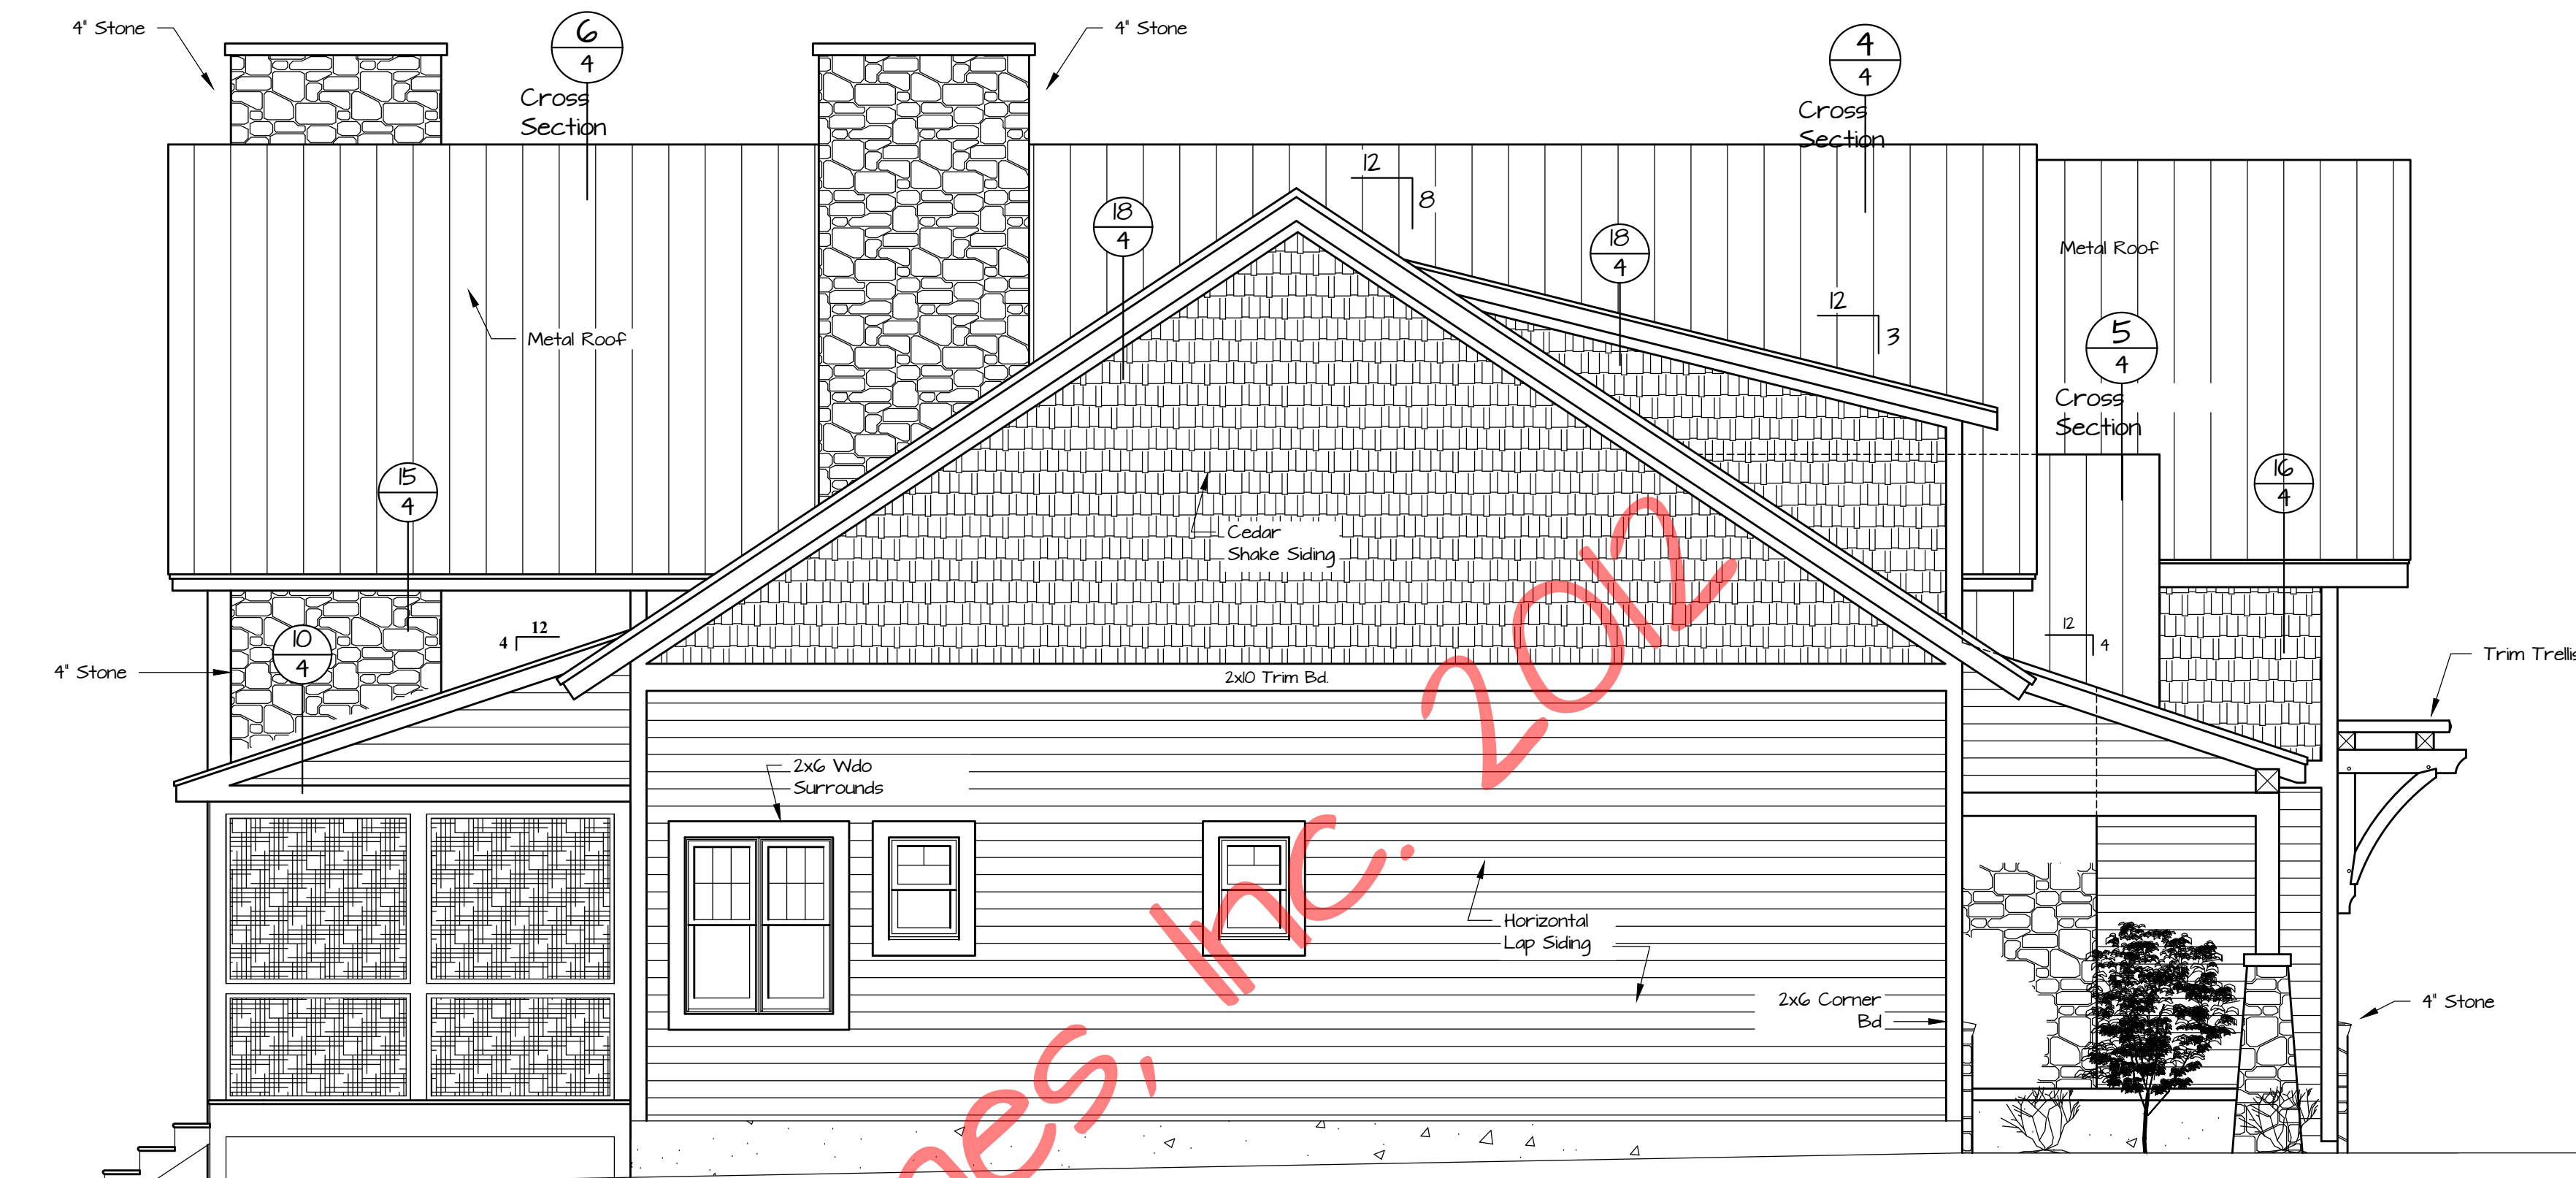 4" Stone
6
4
Cross
Section
4" Stone
4
4
Cross
Section
12
8
18
4
18
4
Metal Roof
12
3
5
4
Cross
Section
Metal Roof
15
4
16
4
Cedar
Shake Siding
10
4
4
12
12
4
4" Stone
2x10 Trim Bd.
Trim Trellis
2x6 Wdo
Surrounds
Horizontal
Lap Siding
2x6 Corner
Bd
4" Stone
Inc. 2012